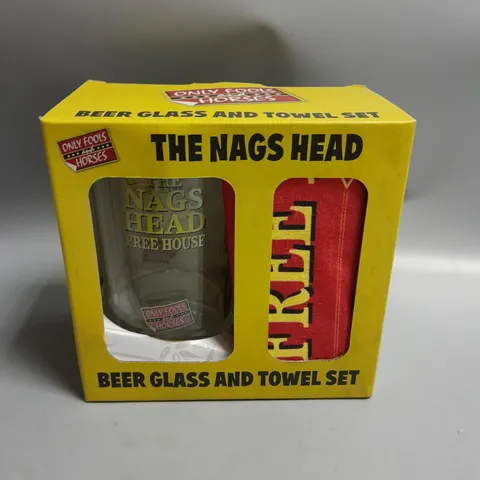 ONLY FOOLS
HORSES
BEER GLASS AND TOWEL SET
ONLY FOOLS
and
HORSES
THE NAGS HEAD
THE
NAGS
HEAD
FREE HOUSE
ONLY FOOLS
and
HORSES
FREE
BEER GLASS AND TOWEL SET